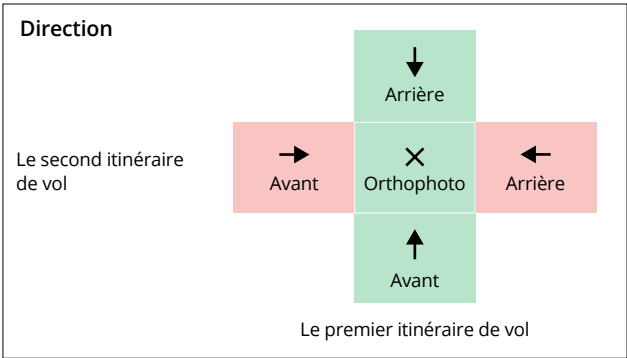 Direction
Arrière
Le second itinéraire
de vol
Avant
Orthophoto
Arrière
Avant
Le premier itinéraire de vol